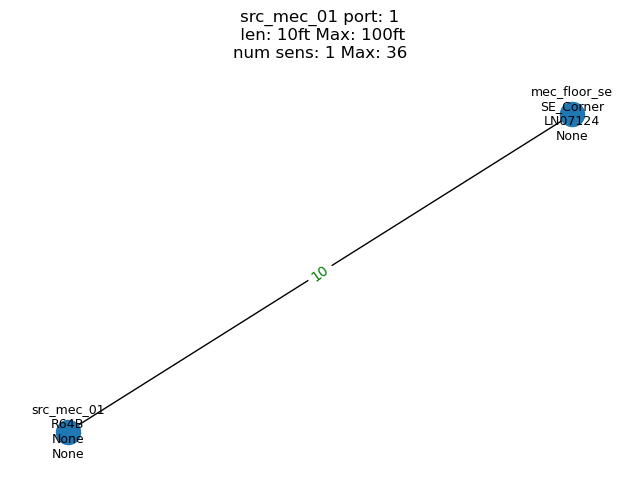 src_mec_01 port: 1
len: 10ft Max: 100ft
num sens: 1 Max: 36
mec_floor_se
SE_Corner
LN07124
None
10
src_mec_01
R64B
None
None